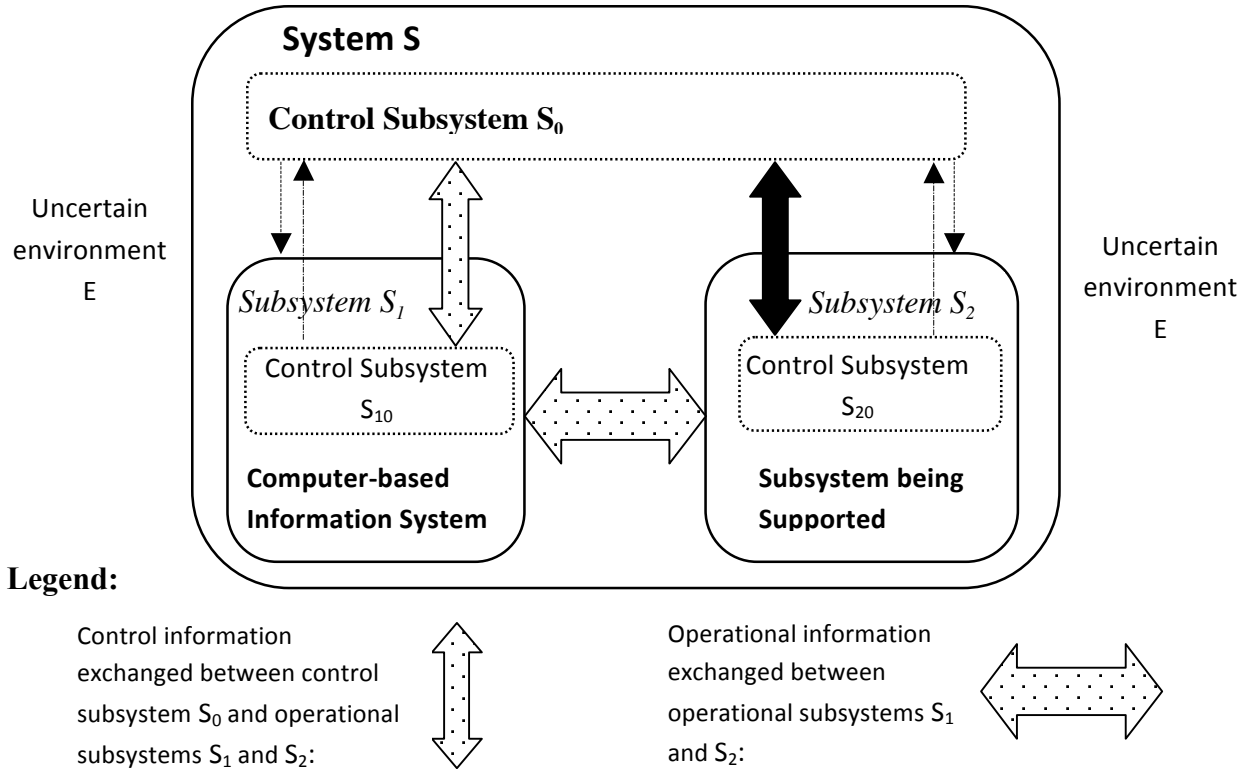 System S
Control Subsystem S₀
Uncertain
environment
E
Uncertain
environment
E
Subsystem S₁
Subsystem S₂
Control Subsystem
S₁₀
Control Subsystem
S₂₀
Computer-based
Information System
Subsystem being
Supported
Legend:
Control information
exchanged between control
subsystem S₀ and operational
subsystems S₁ and S₂:
Operational information
exchanged between
operational subsystems S₁
and S₂: